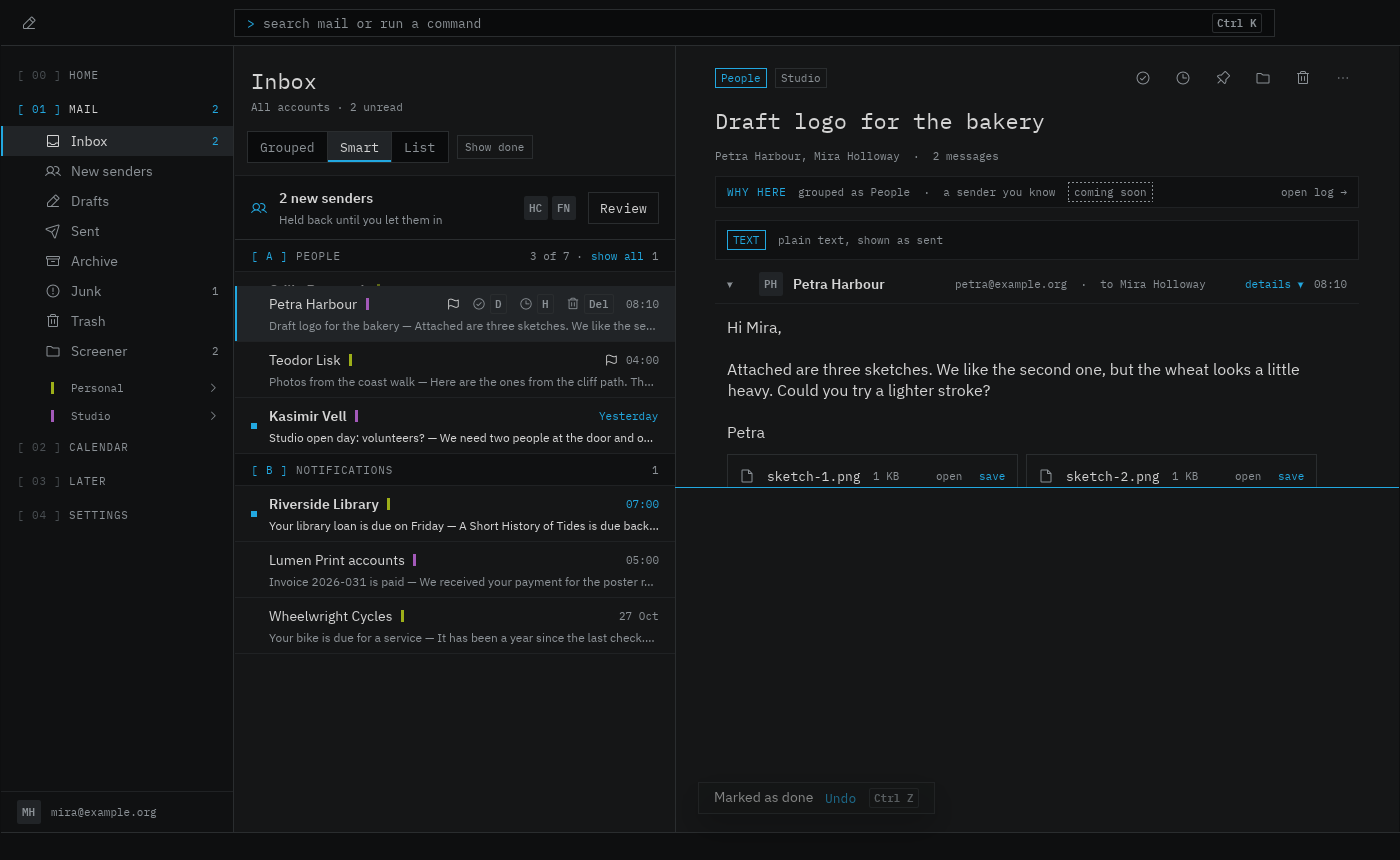 > search mail or run a command Ctrl K
[ 00 ] HOME
[ 01 ] MAIL 2
Inbox 2
New senders
Drafts
Sent
Archive
Junk 1
Trash
Screener 2
Personal
Studio
[ 02 ] CALENDAR
[ 03 ] LATER
[ 04 ] SETTINGS
MH mira@example.org
Inbox
All accounts · 2 unread
Grouped Smart List Show done
2 new senders
Held back until you let them in
HC FN Review
[ A ] PEOPLE 3 of 7 · show all 1
Petra Harbour D H Del 08:10
Draft logo for the bakery — Attached are three sketches. We like the se…
Teodor Lisk 04:00
Photos from the coast walk — Here are the ones from the cliff path. Th…
Kasimir Vell Yesterday
Studio open day: volunteers? — We need two people at the door and o…
[ B ] NOTIFICATIONS 1
Riverside Library 07:00
Your library loan is due on Friday — A Short History of Tides is due back…
Lumen Print accounts 05:00
Invoice 2026-031 is paid — We received your payment for the poster r…
Wheelwright Cycles 27 Oct
Your bike is due for a service — It has been a year since the last check.…
People Studio
Draft logo for the bakery
Petra Harbour, Mira Holloway · 2 messages
WHY HERE grouped as People · a sender you know coming soon open log →
TEXT plain text, shown as sent
▾ PH Petra Harbour petra@example.org · to Mira Holloway details ▾ 08:10
Hi Mira,
Attached are three sketches. We like the second one, but the wheat looks a little
heavy. Could you try a lighter stroke?
Petra
sketch-1.png 1 KB open save
sketch-2.png 1 KB open save
Marked as done Undo Ctrl Z